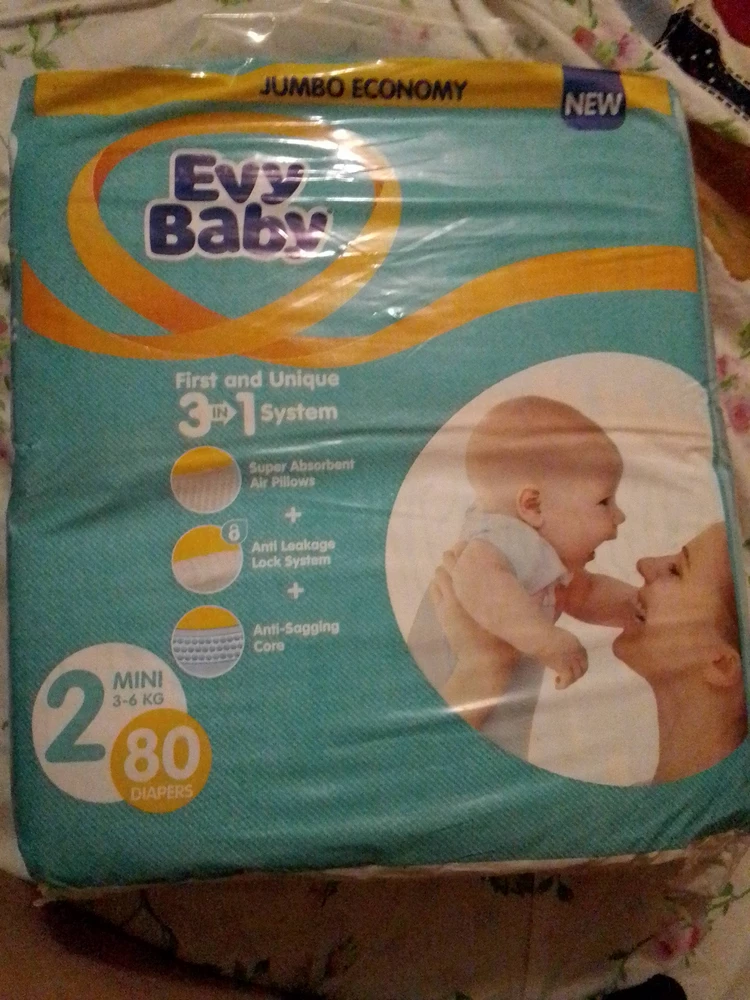 JUMBO ECONOMY
NEW
Evy
Baby
First and Unique
3 IN 1 System
Super Absorbent
Air Pillows
+
Anti Leakage
Lock System
+
Anti-Sagging
Core
2
MINI
3-6 KG
80
DIAPERS